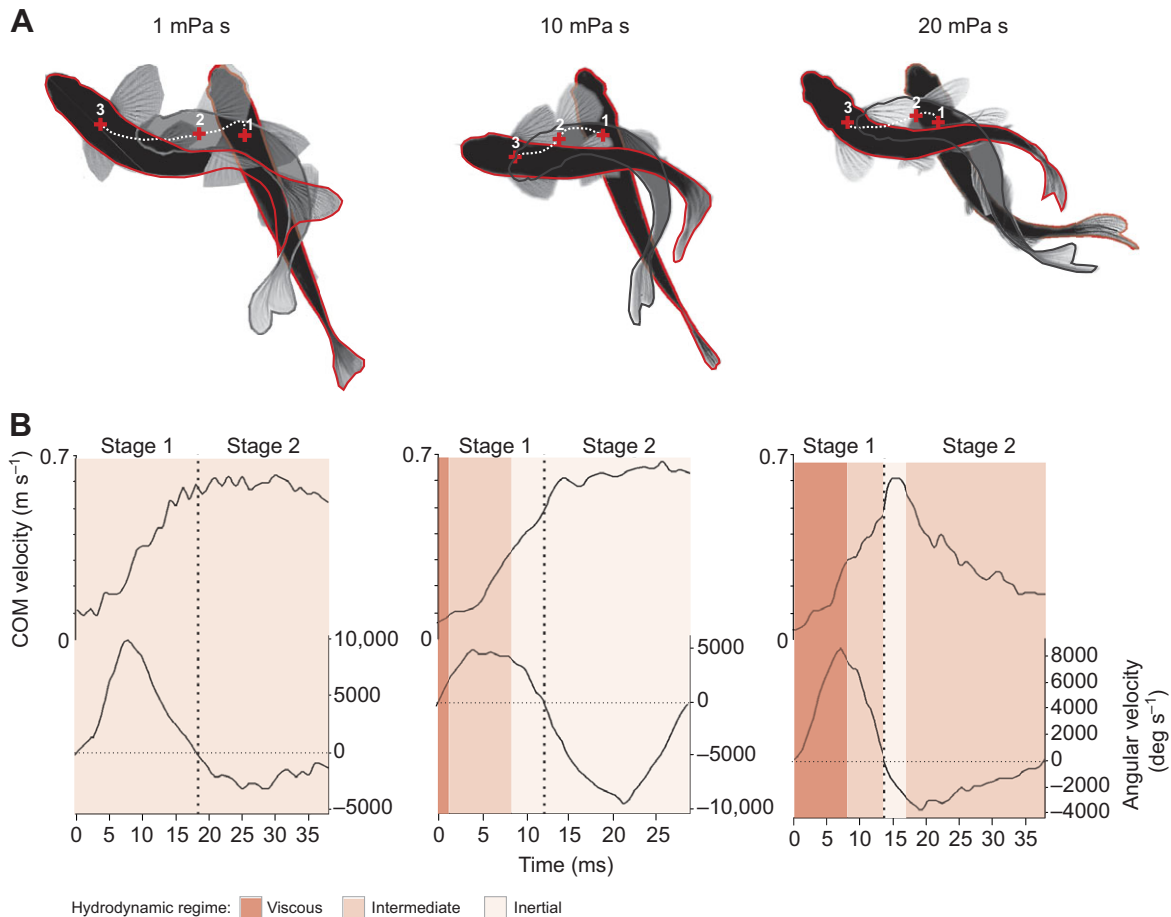 A
1 mPa s
10 mPa s
20 mPa s
3 2 1
3 2 1
3 2 1
B
Stage 1 Stage 2
Stage 1 Stage 2
Stage 1 Stage 2
COM velocity (m s–1)
0.7
0
0.7
0
0.7
0
10,000
5000
0
–5000
5000
0
–5000
–10,000
8000
6000
4000
2000
0
–2000
–4000
Angular velocity
(deg s–1)
0 5 10 15 20 25 30 35
0 5 10 15 20 25
0 5 10 15 20 25 30 35
Time (ms)
Hydrodynamic regime: Viscous Intermediate Inertial